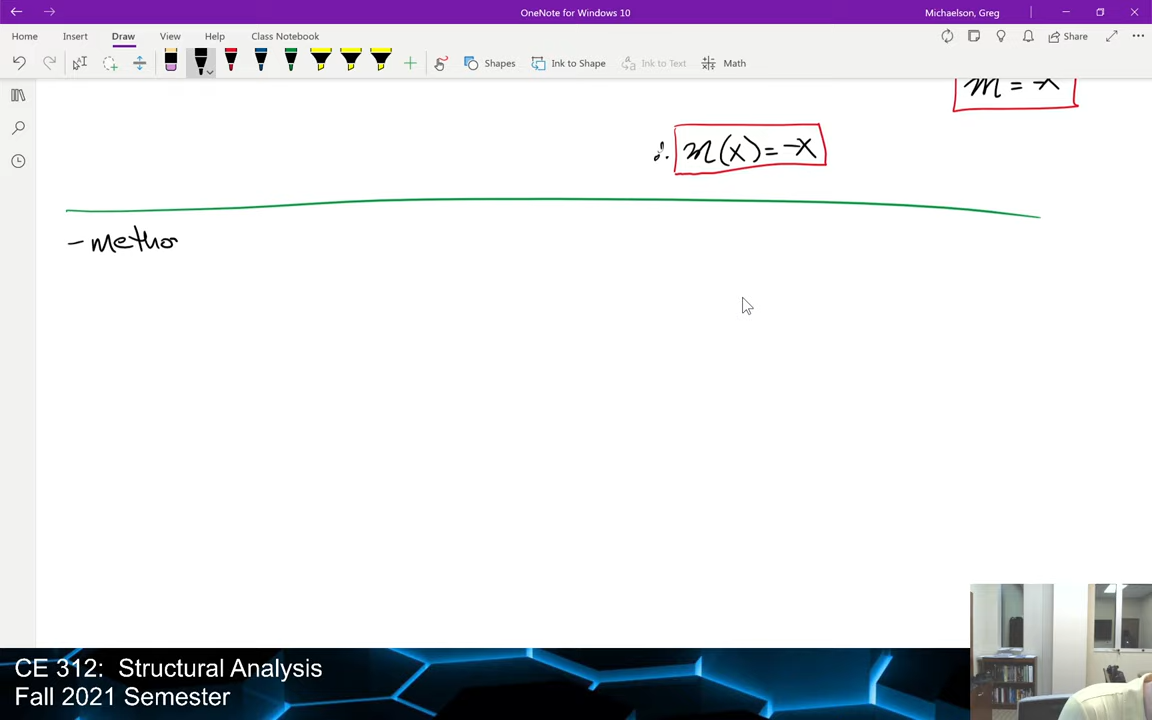 OneNote for Windows 10
Michaelson, Greg
Home Insert Draw View Help Class Notebook
Share
Shapes Ink to Shape Ink to Text Math
m = -x
m(x) = -x
- metho
CE 312: Structural Analysis
Fall 2021 Semester